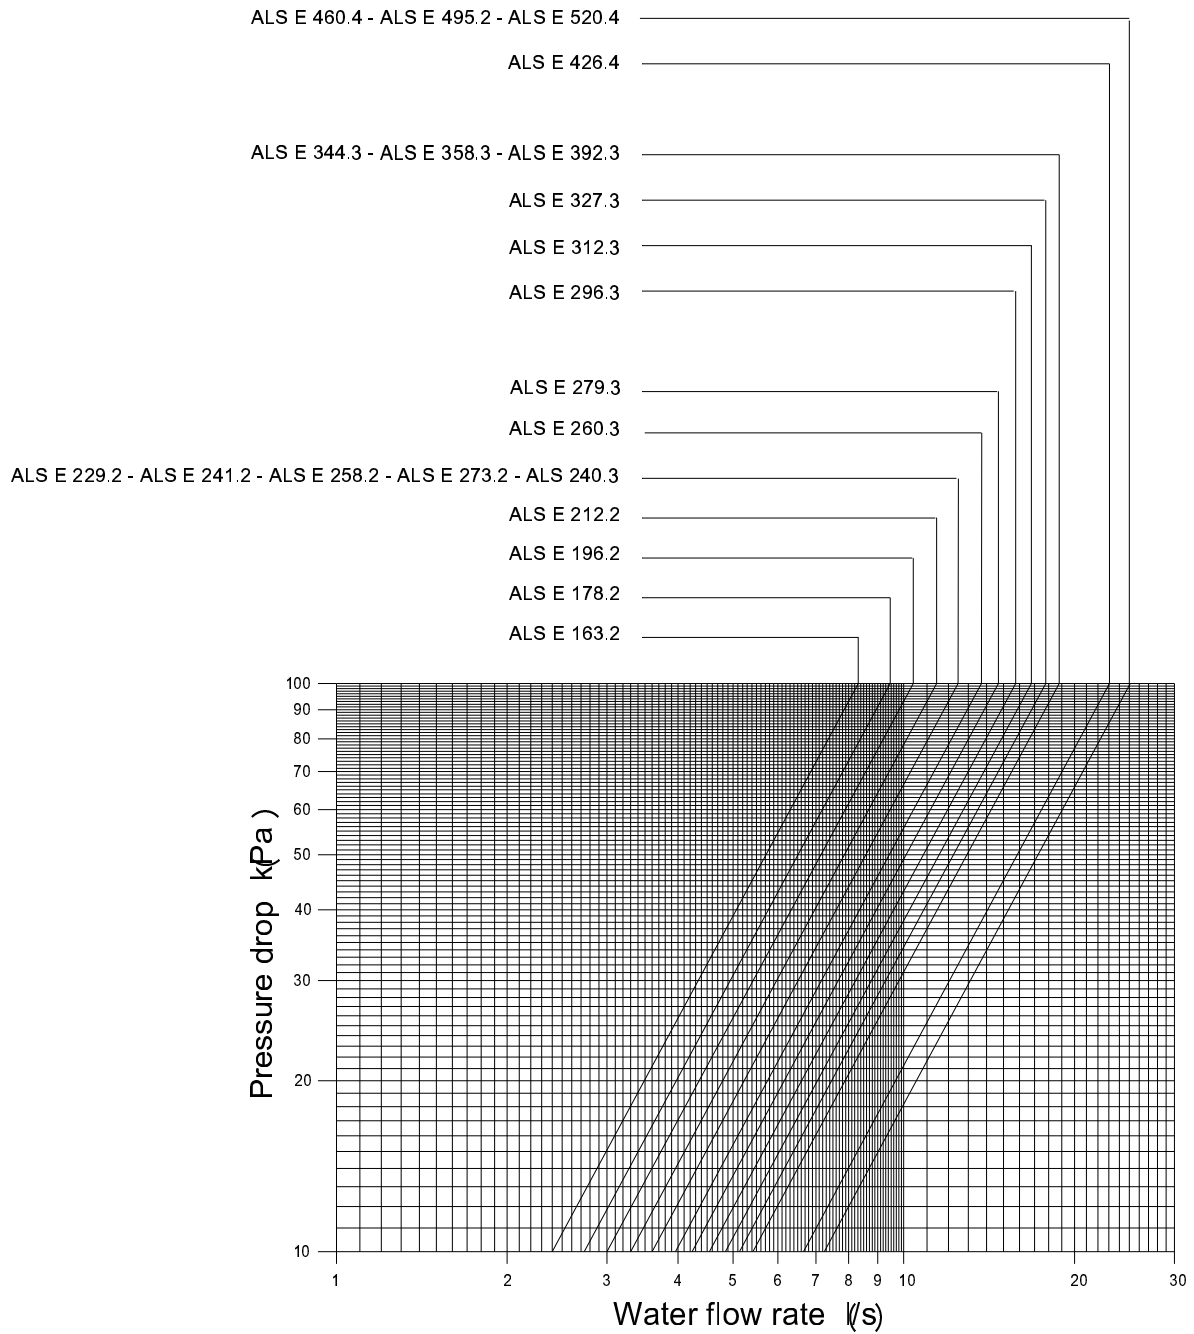 ALS E 460.4 - ALS E 495.2 - ALS E 520.4
ALS E 426.4
ALS E 344.3 - ALS E 358.3 - ALS E 392.3
ALS E 327.3
ALS E 312.3
ALS E 296.3
ALS E 279.3
ALS E 260.3
ALS E 229.2 - ALS E 241.2 - ALS E 258.2 - ALS E 273.2 - ALS 240.3
ALS E 212.2
ALS E 196.2
ALS E 178.2
ALS E 163.2
100
90
80
70
60
50
40
30
20
10
Pressure drop (kPa)
1 2 3 4 5 6 7 8 9 10 20 30
Water flow rate (l/s)